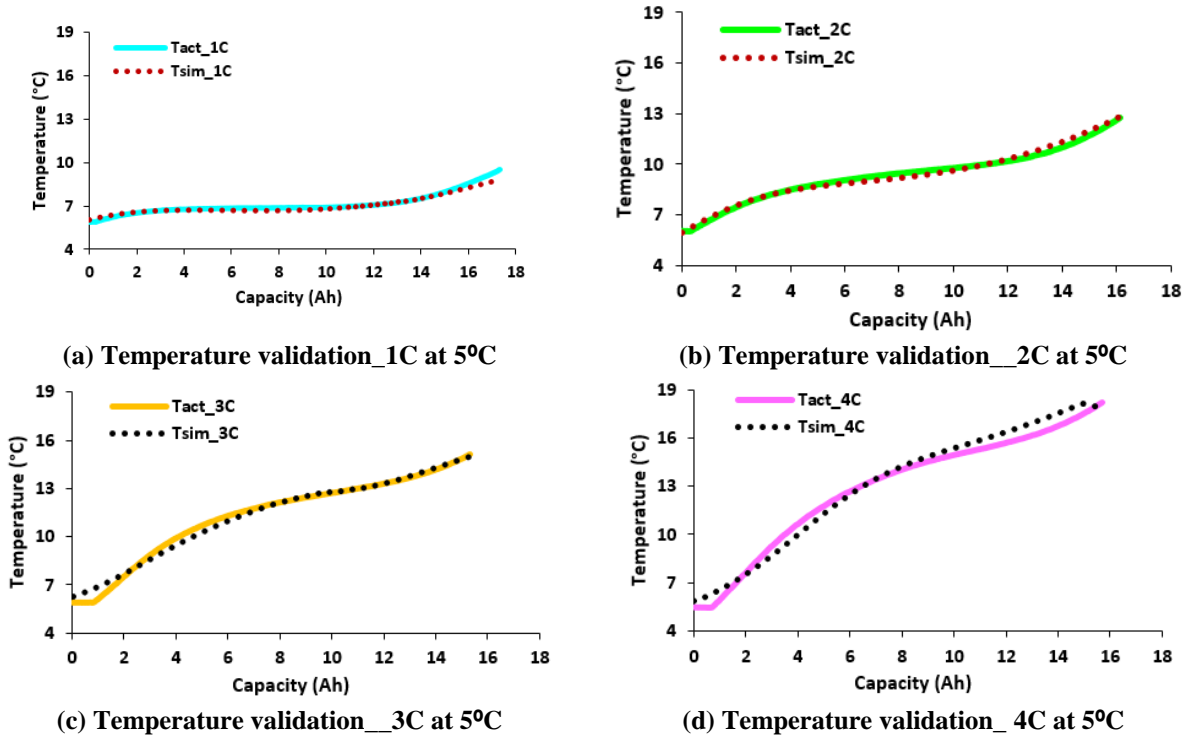 19
16
13
10
7
4
Temperature (°C)
Tact_1C
Tsim_1C
0 2 4 6 8 10 12 14 16 18
Capacity (Ah)
(a) Temperature validation_1C at 5⁰C
19
16
13
10
7
4
Temperature (°C)
Tact_2C
Tsim_2C
0 2 4 6 8 10 12 14 16 18
Capacity (Ah)
(b) Temperature validation__2C at 5⁰C
19
16
13
10
7
4
Temperature (°C)
Tact_3C
Tsim_3C
0 2 4 6 8 10 12 14 16 18
Capacity (Ah)
(c) Temperature validation__3C at 5⁰C
19
16
13
10
7
4
Temperature (°C)
Tact_4C
Tsim_4C
0 2 4 6 8 10 12 14 16 18
Capacity (Ah)
(d) Temperature validation_ 4C at 5⁰C